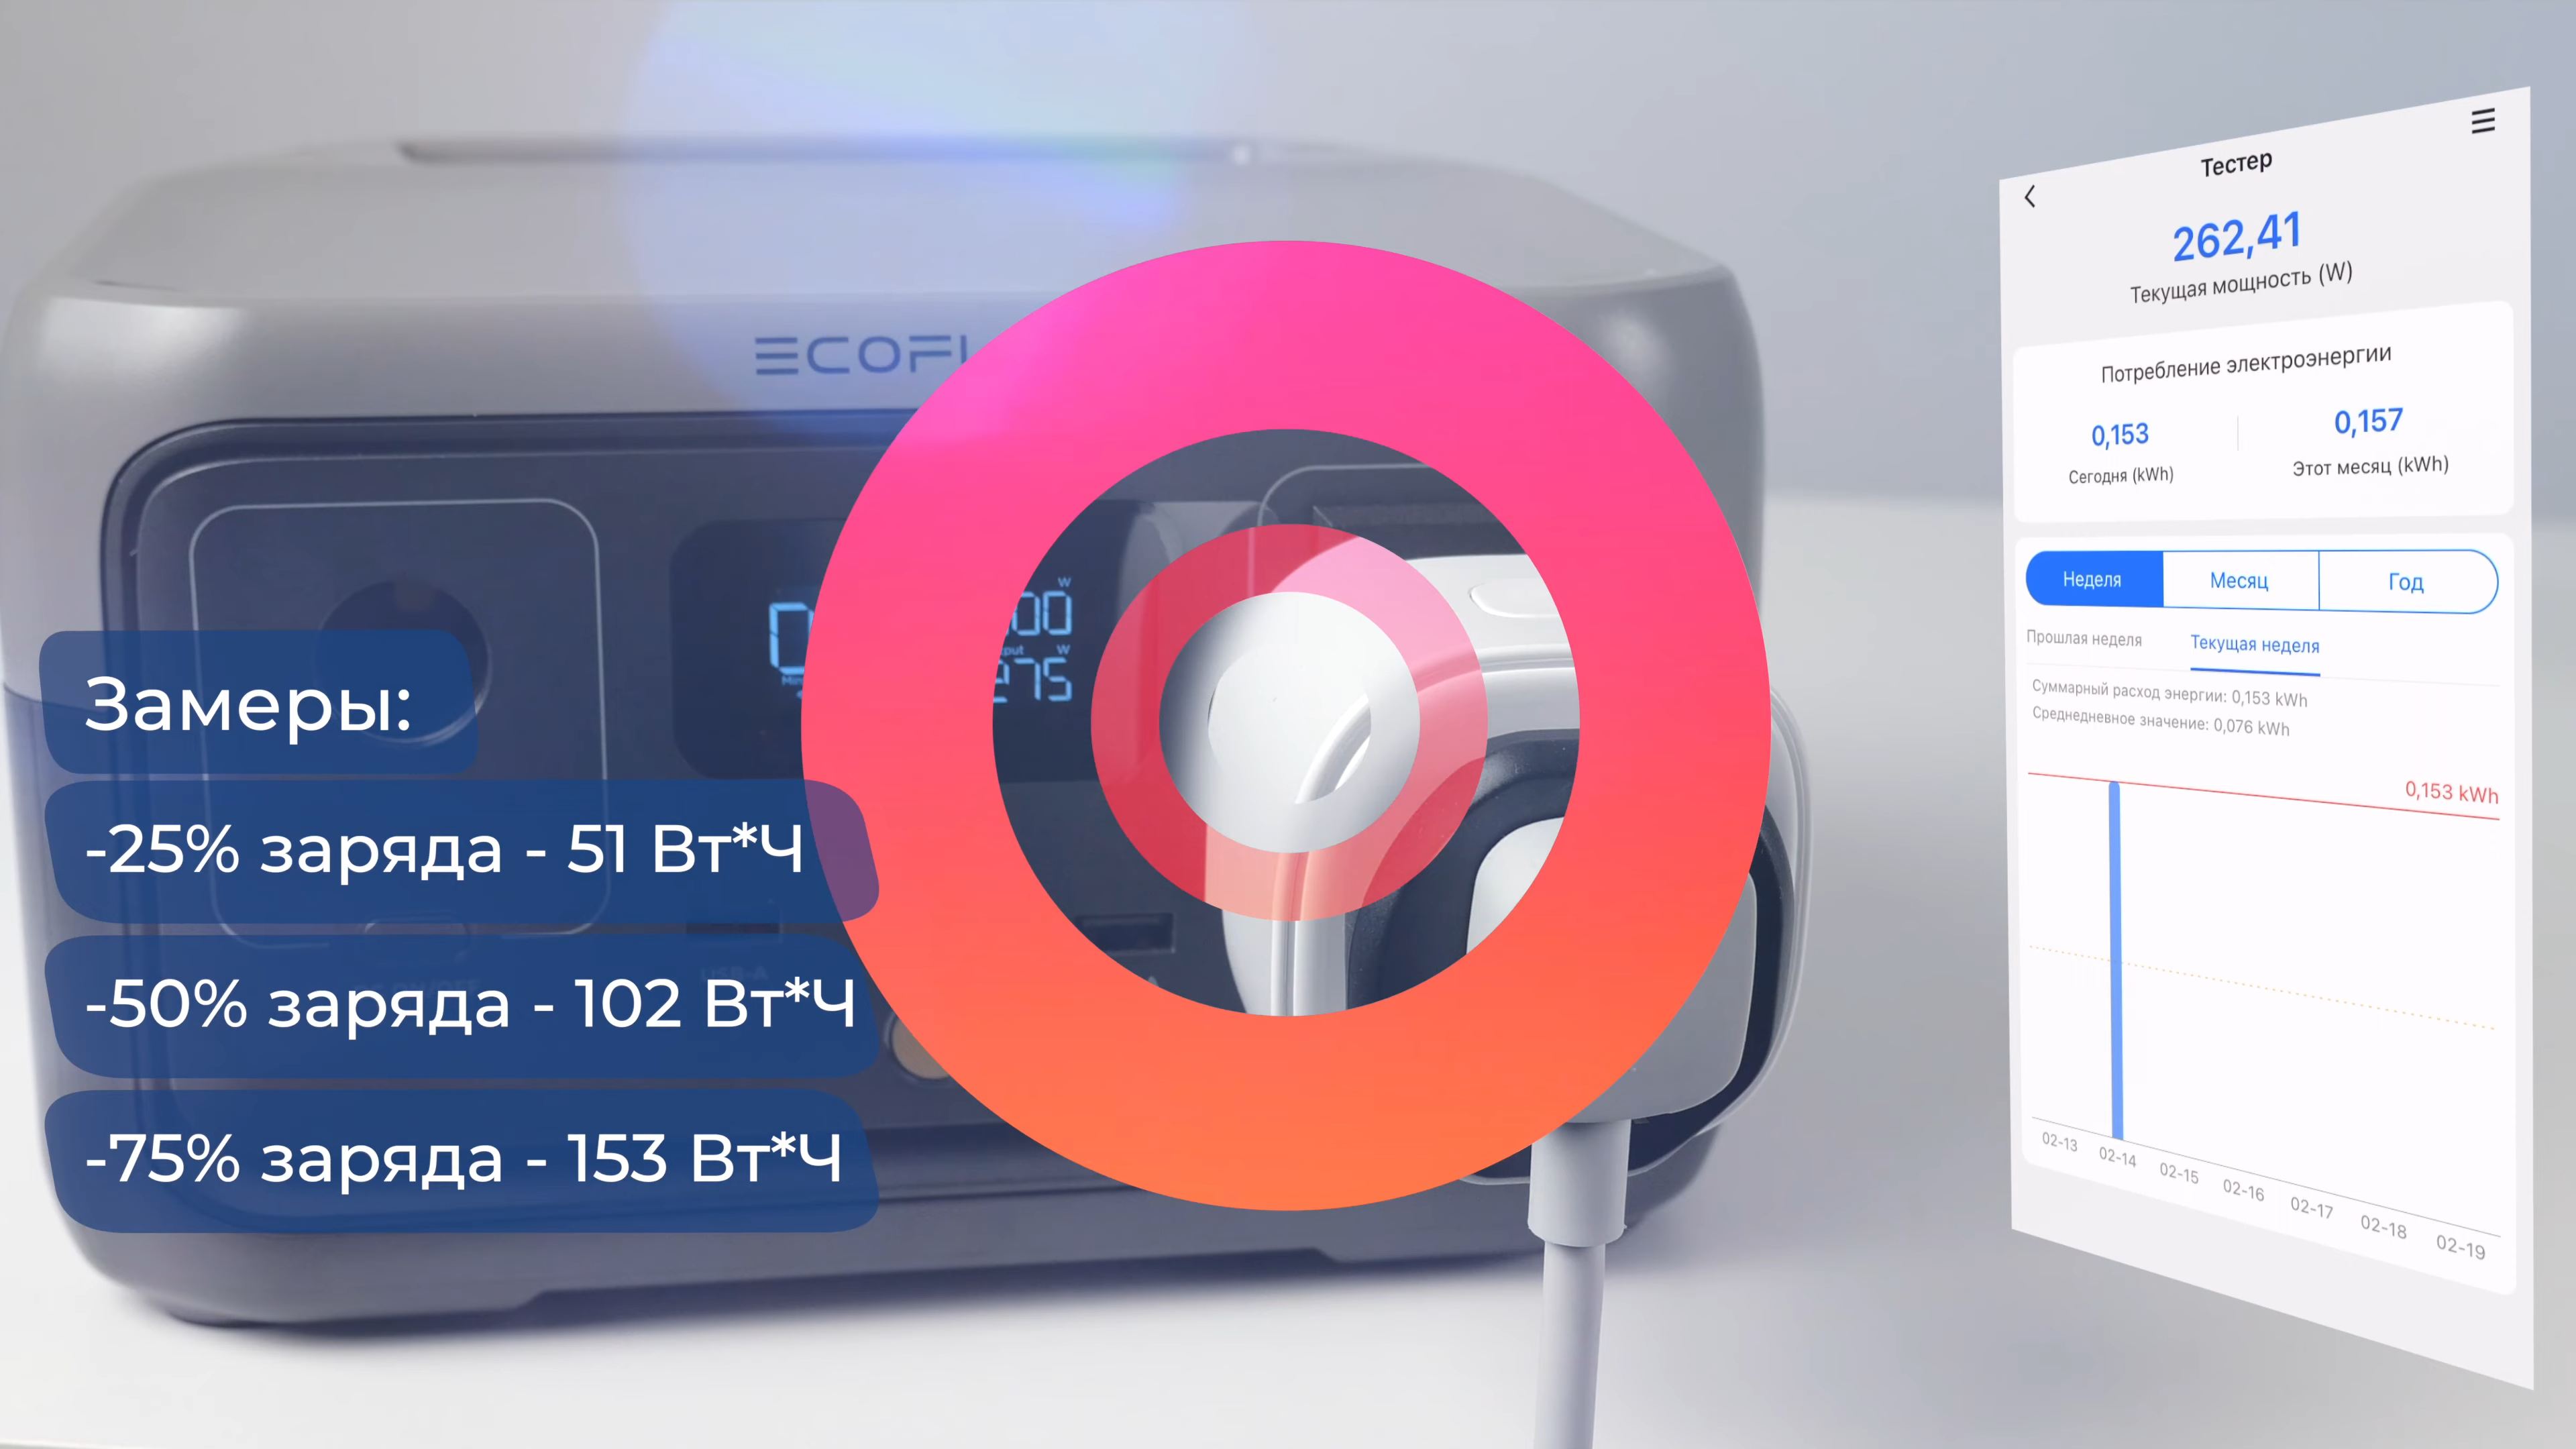 ECOFL
W
00
W
275
Замеры:
-25% заряда - 51 Вт*Ч
-50% заряда - 102 Вт*Ч
-75% заряда - 153 Вт*Ч
USB-A
Тестер
262,41
Текущая мощность (W)
Потребление электроэнергии
0,153
0,157
Сегодня (kWh)
Этот месяц (kWh)
Неделя Месяц Год
Прошлая неделя Текущая неделя
Суммарный расход энергии: 0,153 kWh
Среднедневное значение: 0,076 kWh
0,153 kWh
02-13 02-14 02-15 02-16 02-17 02-18 02-19